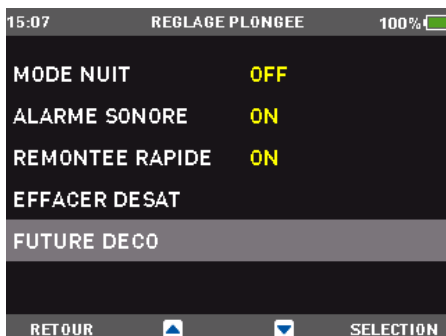 15:07 REGLAGE PLONGEE 100%
MODE NUIT OFF
ALARME SONORE ON
REMONTEE RAPIDE ON
EFFACER DESAT
FUTURE DECO
RETOUR SELECTION